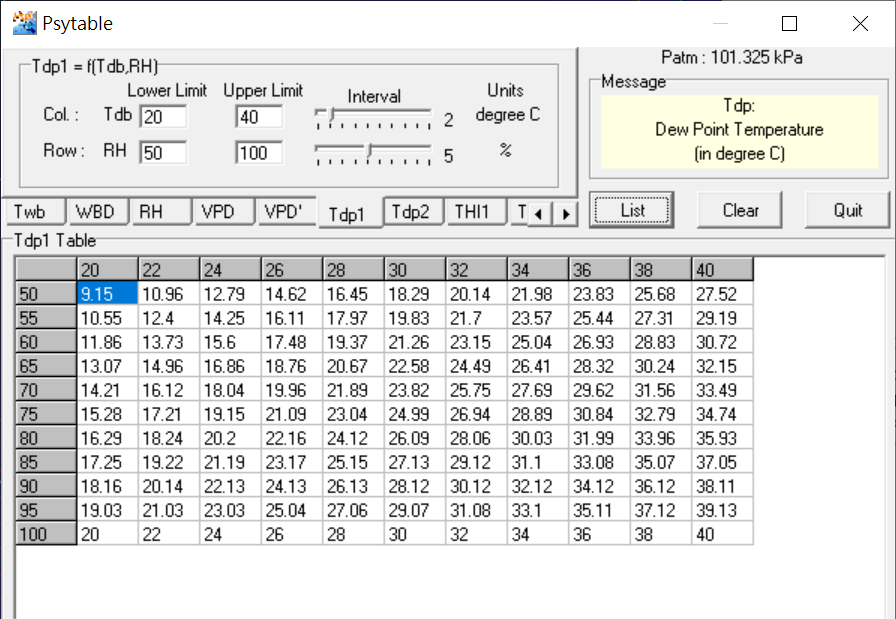 Psytable
Tdp1 = f(Tdb,RH)
Lower Limit Upper Limit Interval Units
Col. : Tdb 20 40 2 degree C
Row : RH 50 100 5 %
Patm : 101.325 kPa
Message
Tdp:
Dew Point Temperature
(in degree C)
Twb WBD RH VPD VPD' Tdp1 Tdp2 THI1 T
List Clear Quit
Tdp1 Table
20 22 24 26 28 30 32 34 36 38 40
50 9.15 10.96 12.79 14.62 16.45 18.29 20.14 21.98 23.83 25.68 27.52
55 10.55 12.4 14.25 16.11 17.97 19.83 21.7 23.57 25.44 27.31 29.19
60 11.86 13.73 15.6 17.48 19.37 21.26 23.15 25.04 26.93 28.83 30.72
65 13.07 14.96 16.86 18.76 20.67 22.58 24.49 26.41 28.32 30.24 32.15
70 14.21 16.12 18.04 19.96 21.89 23.82 25.75 27.69 29.62 31.56 33.49
75 15.28 17.21 19.15 21.09 23.04 24.99 26.94 28.89 30.84 32.79 34.74
80 16.29 18.24 20.2 22.16 24.12 26.09 28.06 30.03 31.99 33.96 35.93
85 17.25 19.22 21.19 23.17 25.15 27.13 29.12 31.1 33.08 35.07 37.05
90 18.16 20.14 22.13 24.13 26.13 28.12 30.12 32.12 34.12 36.12 38.11
95 19.03 21.03 23.03 25.04 27.06 29.07 31.08 33.1 35.11 37.12 39.13
100 20 22 24 26 28 30 32 34 36 38 40